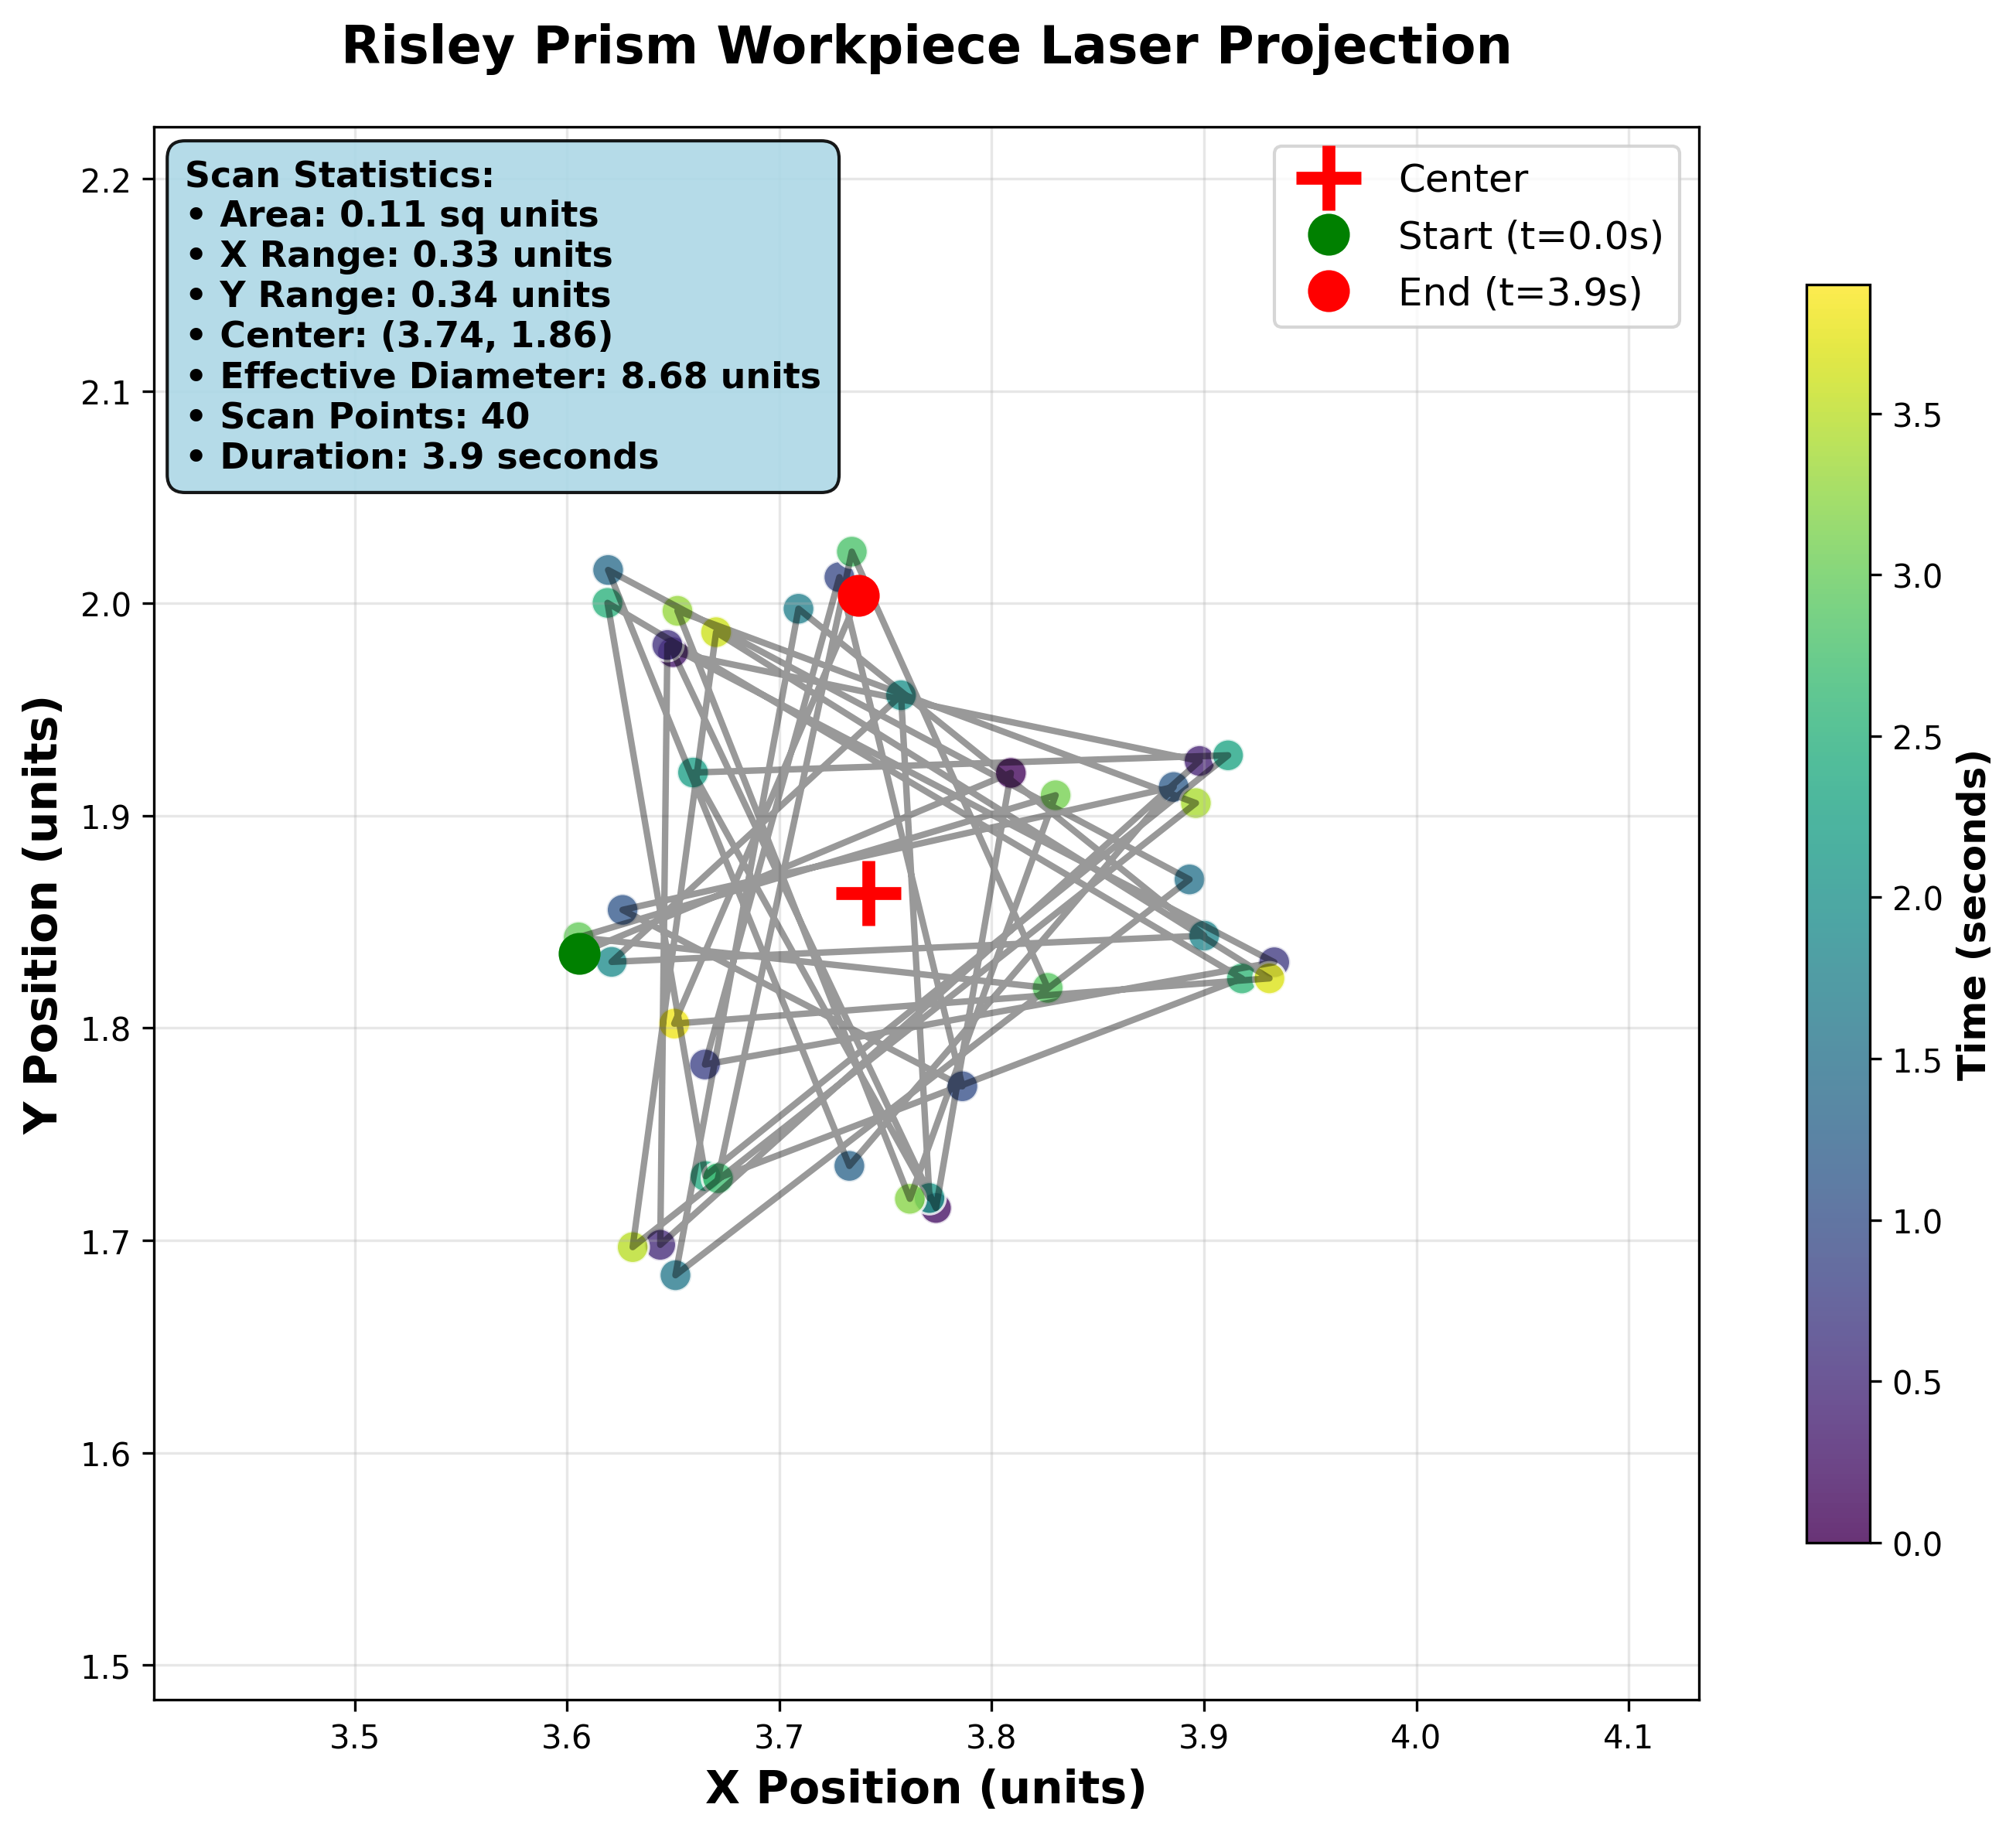 Risley Prism Workpiece Laser Projection
Scan Statistics:
• Area: 0.11 sq units
• X Range: 0.33 units
• Y Range: 0.34 units
• Center: (3.74, 1.86)
• Effective Diameter: 8.68 units
• Scan Points: 40
• Duration: 3.9 seconds
Center
Start (t=0.0s)
End (t=3.9s)
2.2
2.1
2.0
1.9
1.8
1.7
1.6
1.5
Y Position (units)
3.5
3.6
3.7
3.8
3.9
4.0
4.1
X Position (units)
3.5
3.0
2.5
2.0
1.5
1.0
0.5
0.0
Time (seconds)